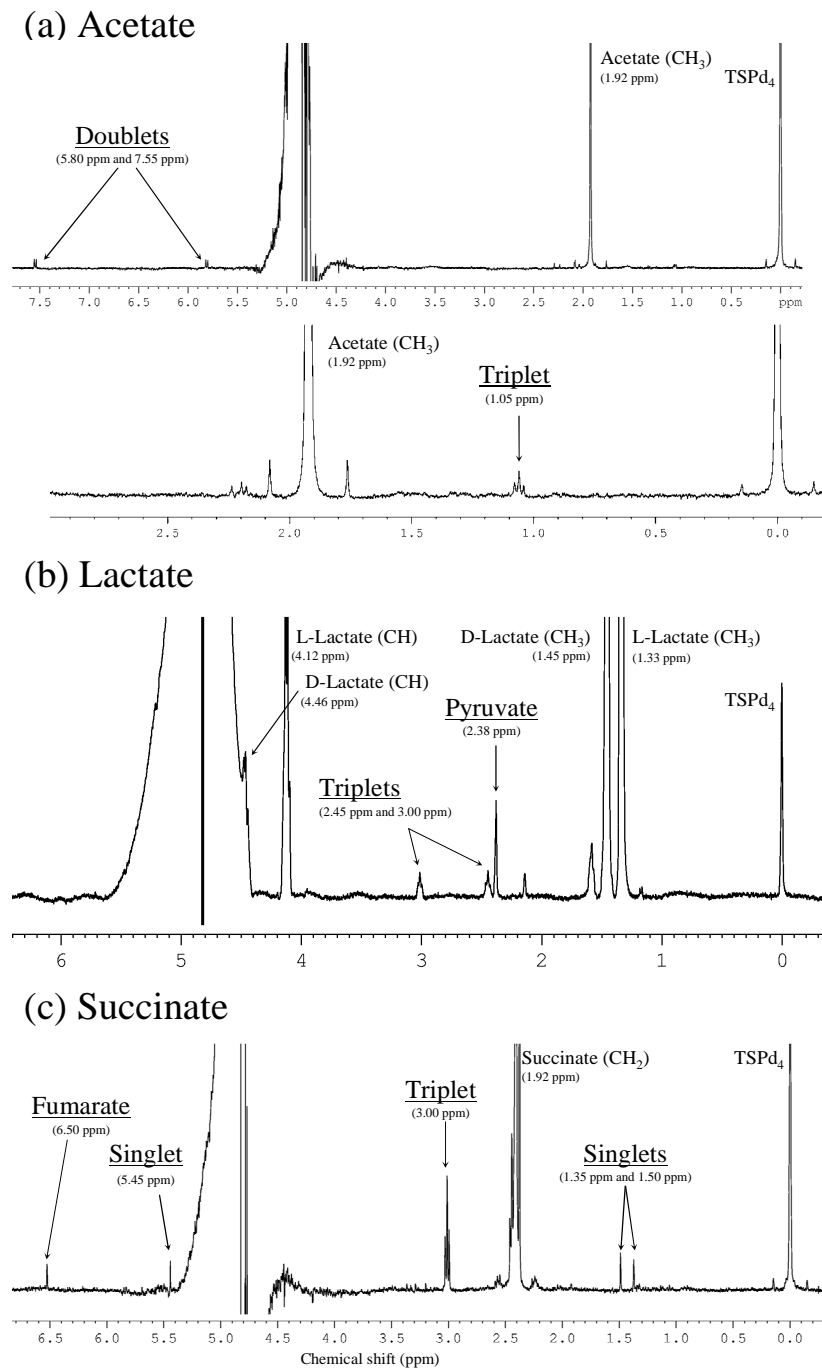 (a) Acetate
Acetate (CH3)
(1.92 ppm)
TSPd4
Doublets
(5.80 ppm and 7.55 ppm)
7.5 7.0 6.5 6.0 5.5 5.0 4.5 4.0 3.5 3.0 2.5 2.0 1.5 1.0 0.5 ppm
Acetate (CH3)
(1.92 ppm)
Triplet
(1.05 ppm)
2.5 2.0 1.5 1.0 0.5 0.0
(b) Lactate
L-Lactate (CH)
(4.12 ppm)
D-Lactate (CH3)
(1.45 ppm)
L-Lactate (CH3)
(1.33 ppm)
D-Lactate (CH)
(4.46 ppm)
TSPd4
Pyruvate
(2.38 ppm)
Triplets
(2.45 ppm and 3.00 ppm)
6 5 4 3 2 1 0
(c) Succinate
Succinate (CH2)
(1.92 ppm)
TSPd4
Fumarate
(6.50 ppm)
Triplet
(3.00 ppm)
Singlet
(5.45 ppm)
Singlets
(1.35 ppm and 1.50 ppm)
6.5 6.0 5.5 5.0 4.5 4.0 3.5 3.0 2.5 2.0 1.5 1.0 0.5 0.0
Chemical shift (ppm)